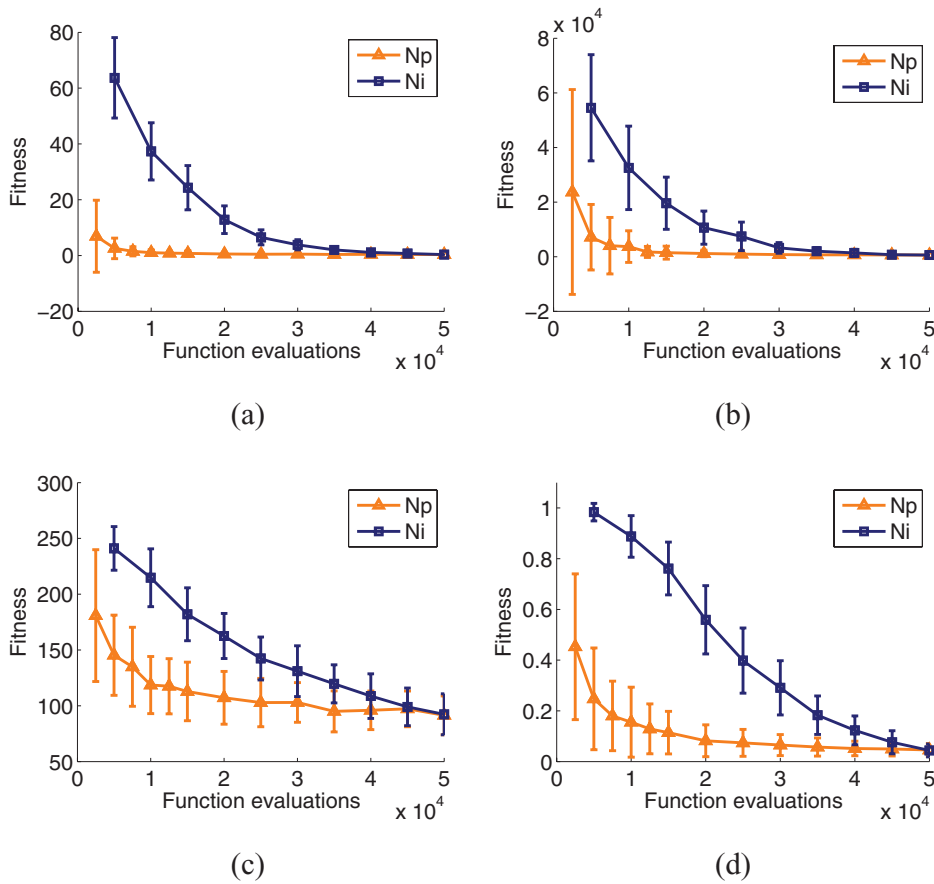 80
60
40
20
0
−20
Fitness
Np
Ni
0 1 2 3 4 5
Function evaluations
x 10^4
(a)
x 10^4
8
6
4
2
0
−2
Fitness
Np
Ni
0 1 2 3 4 5
Function evaluations
x 10^4
(b)
300
250
200
150
100
50
Fitness
Np
Ni
0 1 2 3 4 5
Function evaluations
x 10^4
(c)
1
0.8
0.6
0.4
0.2
0
Fitness
Np
Ni
0 1 2 3 4 5
Function evaluations
x 10^4
(d)